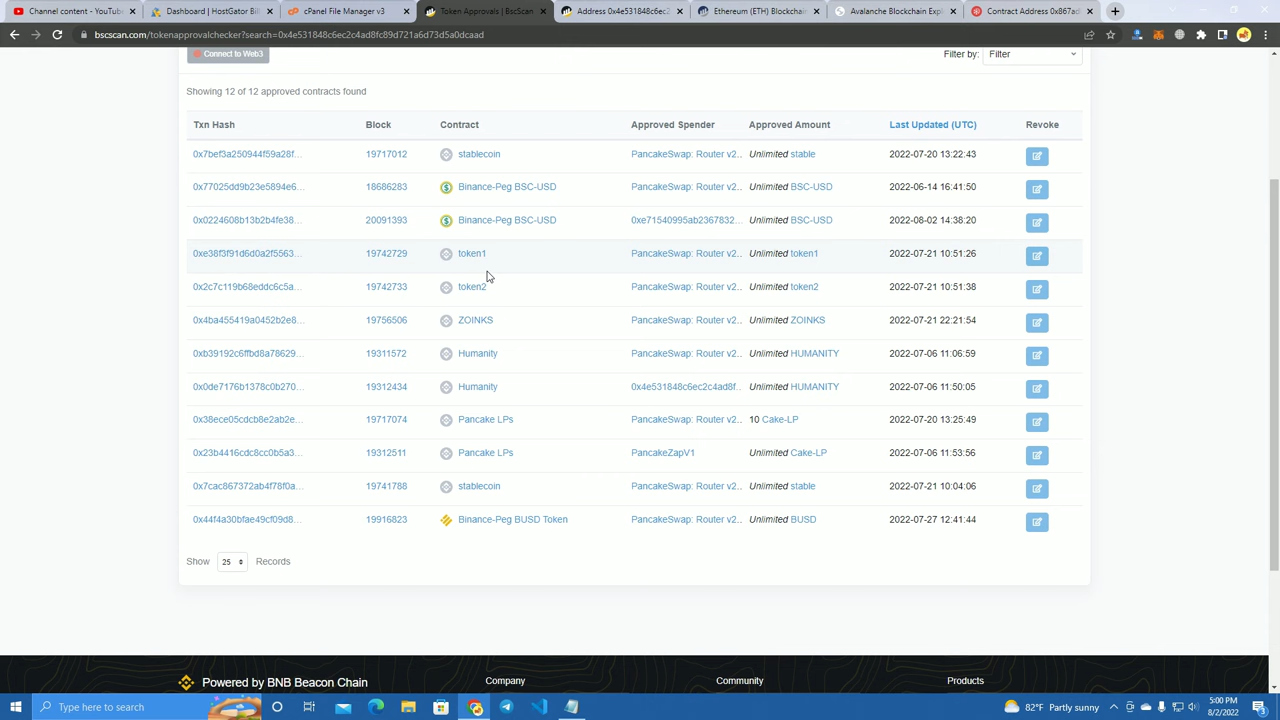 Channel content - YouTub
Dashboard | HostGator Bill
cPanel File Manager v3
Token Approvals | BscScan
Address 0x4e531848c6ec2
Ethereum (ETH) Blockchain
Avalanche Blockchain Expl
Contract Address 0x867ad
bscscan.com/tokenapprovalchecker?search=0x4e531848c6ec2c4ad8fc89d721a6d73d5a0dcaad
Connect to Web3
Filter by: Filter
Showing 12 of 12 approved contracts found
Txn Hash Block Contract Approved Spender Approved Amount Last Updated (UTC) Revoke
0x7bef3a250944f59a28f... 19717012 stablecoin PancakeSwap: Router v2.. Unlimited stable 2022-07-20 13:22:43
0x77025dd9b23e5894e6... 18686283 Binance-Peg BSC-USD PancakeSwap: Router v2.. Unlimited BSC-USD 2022-06-14 16:41:50
0x0224608b13b2b4fe38... 20091393 Binance-Peg BSC-USD 0xe71540995ab2367832... Unlimited BSC-USD 2022-08-02 14:38:20
0xe38f3f91d6d0a2f5563... 19742729 token1 PancakeSwap: Router v2.. Unlimited token1 2022-07-21 10:51:26
0x2c7c119b68eddc6c5a... 19742733 token2 PancakeSwap: Router v2.. Unlimited token2 2022-07-21 10:51:38
0x4ba455419a0452b2e8... 19756506 ZOINKS PancakeSwap: Router v2.. Unlimited ZOINKS 2022-07-21 22:21:54
0xb39192c6ffbd8a78629... 19311572 Humanity PancakeSwap: Router v2.. Unlimited HUMANITY 2022-07-06 11:06:59
0x0de7176b1378c0b270... 19312434 Humanity 0x4e531848c6ec2c4ad8f... Unlimited HUMANITY 2022-07-06 11:50:05
0x38ece05cdcb8e2ab2e... 19717074 Pancake LPs PancakeSwap: Router v2.. 10 Cake-LP 2022-07-20 13:25:49
0x23b4416cdc8cc0b5a3... 19312511 Pancake LPs PancakeZapV1 Unlimited Cake-LP 2022-07-06 11:53:56
0x7cac867372ab4f78f0a... 19741788 stablecoin PancakeSwap: Router v2.. Unlimited stable 2022-07-21 10:04:06
0x44f4a30bfae49cf09d8... 19916823 Binance-Peg BUSD Token PancakeSwap: Router v2.. Unlimited BUSD 2022-07-27 12:41:44
Show 25 Records
Powered by BNB Beacon Chain
Company
Community
Products
Type here to search
82°F Partly sunny
5:00 PM
8/2/2022
3